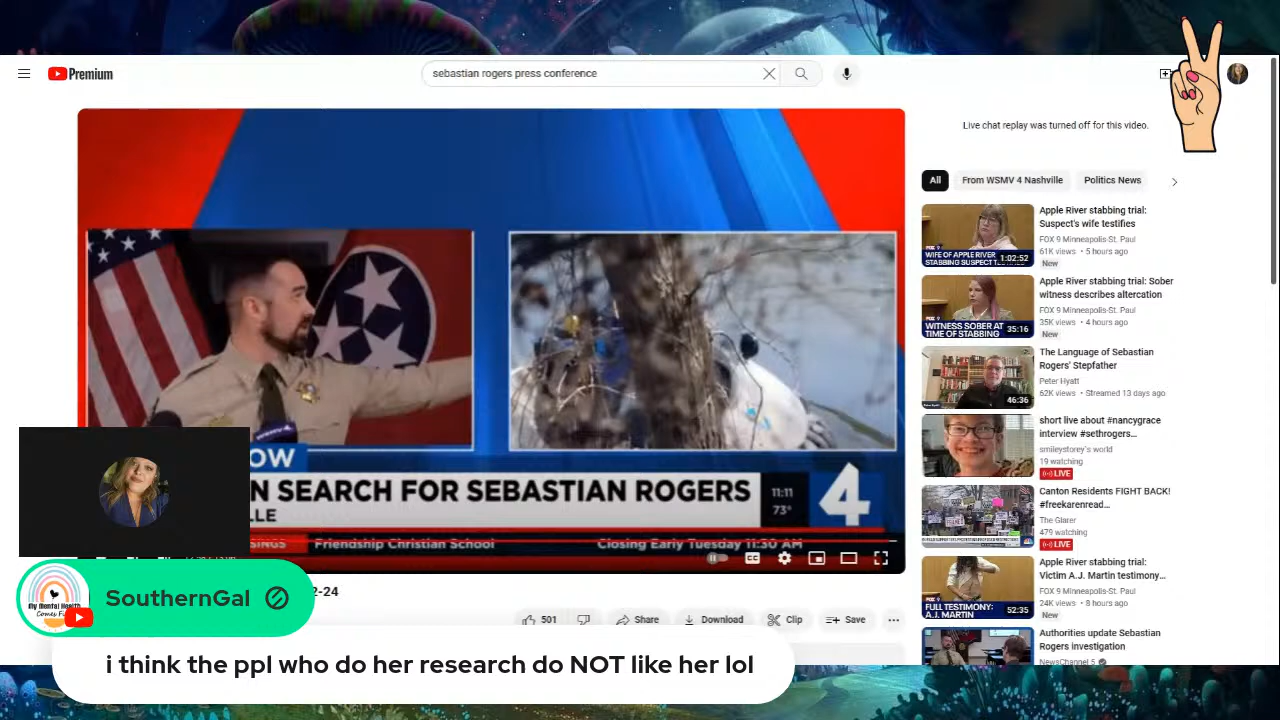 Premium
sebastian rogers press conference
Live chat replay was turned off for this video.
All
From WSMV 4 Nashville
Politics News
Apple River stabbing trial:
Suspect's wife testifies
FOX 9 Minneapolis-St. Paul
61K views • 5 hours ago
New
WIFE OF APPLE RIVER
1:02:52
Apple River stabbing trial: Sober
witness describes altercation
FOX 9 Minneapolis-St. Paul
35K views • 4 hours ago
New
WITNESS SOBER AT
TIME OF STABBING
35:16
The Language of Sebastian
Rogers' Stepfather
Peter Hyatt
62K views • Streamed 13 days ago
46:36
short live about #nancygrace
interview #sethrogers...
smileystorey's world
19 watching
LIVE
Canton Residents FIGHT BACK!
#freekarenread...
The Glarer
479 watching
LIVE
Apple River stabbing trial:
Victim A.J. Martin testimony...
FOX 9 Minneapolis-St. Paul
24K views • 8 hours ago
New
FULL TESTIMONY:
A.J. MARTIN
52:35
Authorities update Sebastian
Rogers investigation
NewsChannel 5
OW
N SEARCH FOR SEBASTIAN ROGERS
LLE
11:11
73°
4
Friendship Christian School
Closing Early Tuesday 11:30 AM
CC
2-24
501
Share
Download
Clip
Save
My Mental Health
SouthernGal
i think the ppl who do her research do NOT like her lol